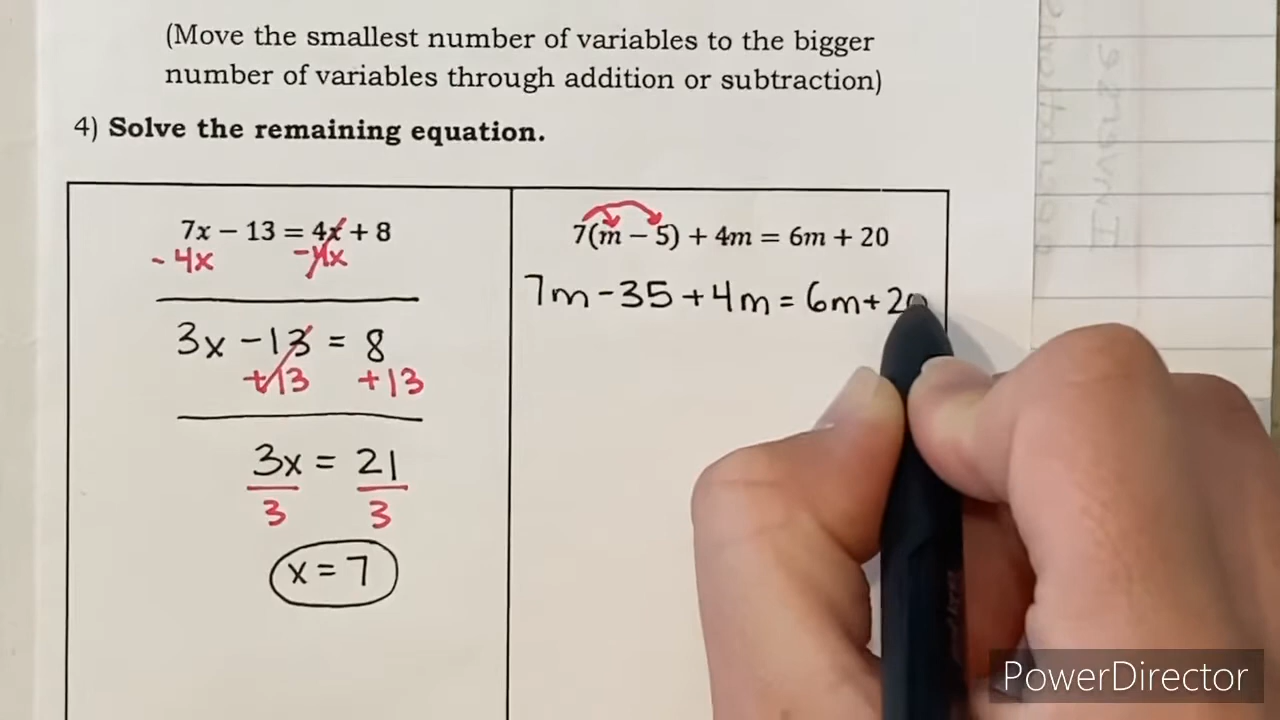 (Move the smallest number of variables to the bigger
number of variables through addition or subtraction)
4) Solve the remaining equation.
7x − 13 = 4x + 8
- 4x -4x
3x - 13 = 8
+13 +13
3x = 21
3 3
x = 7
7(m − 5) + 4m = 6m + 20
7m - 35 + 4m = 6m + 20
PowerDirector